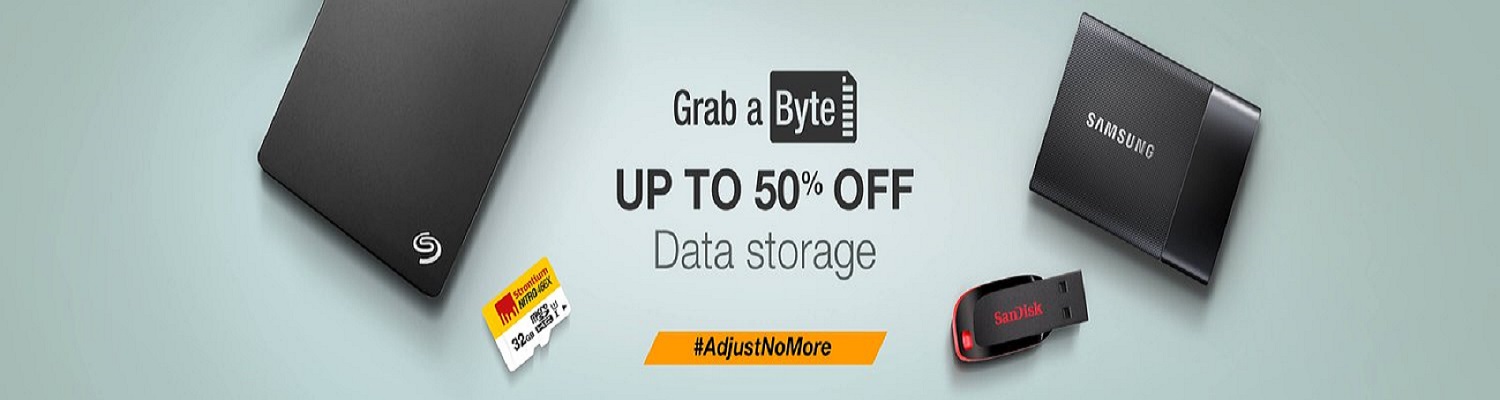 Grab a Byte
UP TO 50% OFF
Data storage
#AdjustNoMore
Strontium
NITRO 466X
32GB
SAMSUNG
SanDisk